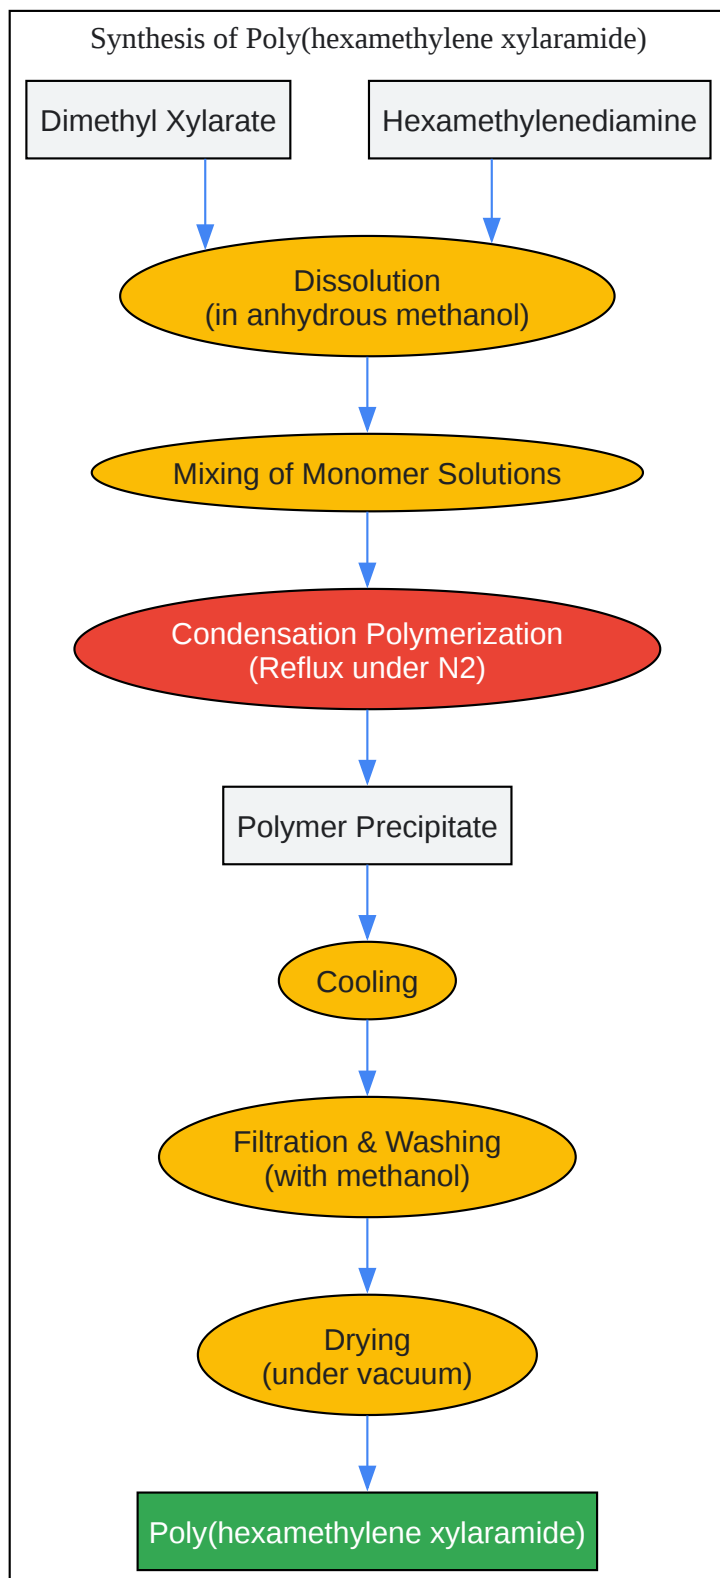 Synthesis of Poly(hexamethylene xylaramide)
Dimethyl Xylarate
Hexamethylenediamine
Dissolution
(in anhydrous methanol)
Mixing of Monomer Solutions
Condensation Polymerization
(Reflux under N2)
Polymer Precipitate
Cooling
Filtration & Washing
(with methanol)
Drying
(under vacuum)
Poly(hexamethylene xylaramide)